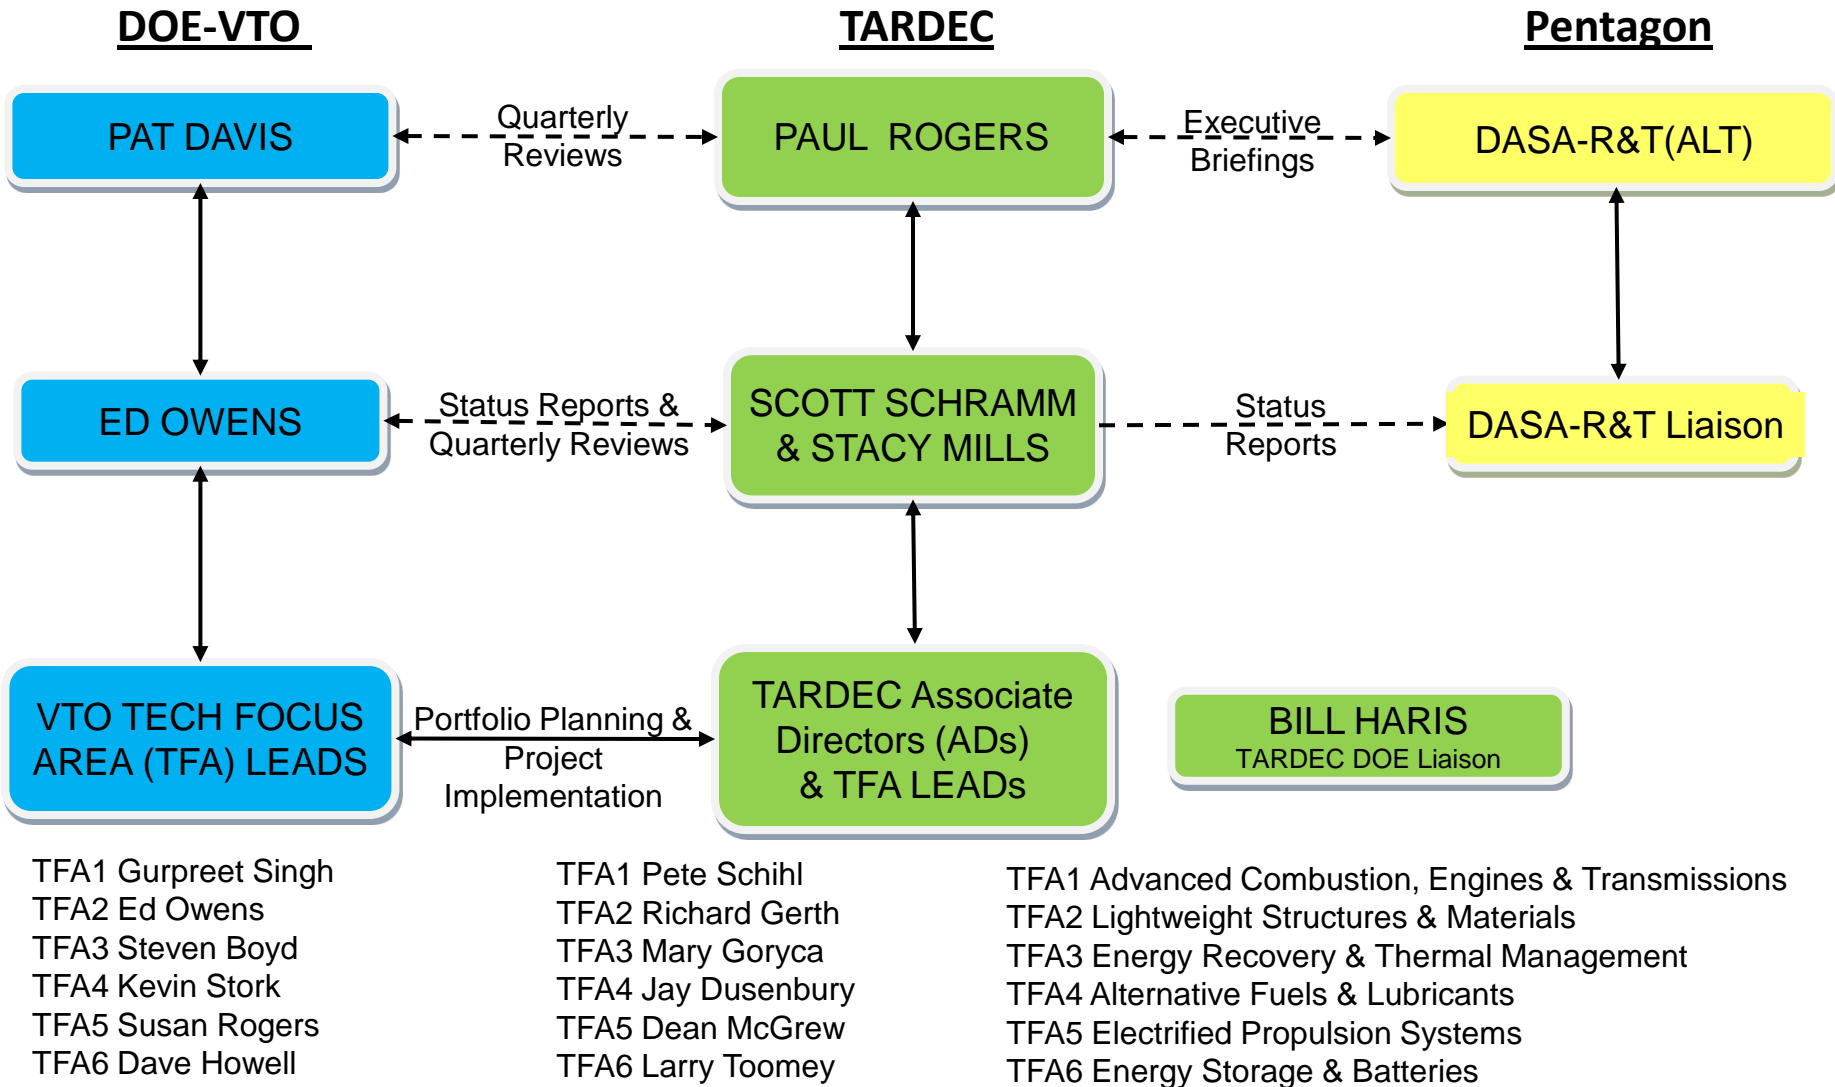 DOE-VTO
TARDEC
Pentagon
PAT DAVIS
Quarterly
Reviews
PAUL ROGERS
Executive
Briefings
DASA-R&T(ALT)
ED OWENS
Status Reports &
Quarterly Reviews
SCOTT SCHRAMM
& STACY MILLS
Status
Reports
DASA-R&T Liaison
VTO TECH FOCUS
AREA (TFA) LEADS
Portfolio Planning &
Project
Implementation
TARDEC Associate
Directors (ADs)
& TFA LEADs
BILL HARIS
TARDEC DOE Liaison
TFA1 Gurpreet Singh
TFA2 Ed Owens
TFA3 Steven Boyd
TFA4 Kevin Stork
TFA5 Susan Rogers
TFA6 Dave Howell
TFA1 Pete Schihl
TFA2 Richard Gerth
TFA3 Mary Goryca
TFA4 Jay Dusenbury
TFA5 Dean McGrew
TFA6 Larry Toomey
TFA1 Advanced Combustion, Engines & Transmissions
TFA2 Lightweight Structures & Materials
TFA3 Energy Recovery & Thermal Management
TFA4 Alternative Fuels & Lubricants
TFA5 Electrified Propulsion Systems
TFA6 Energy Storage & Batteries